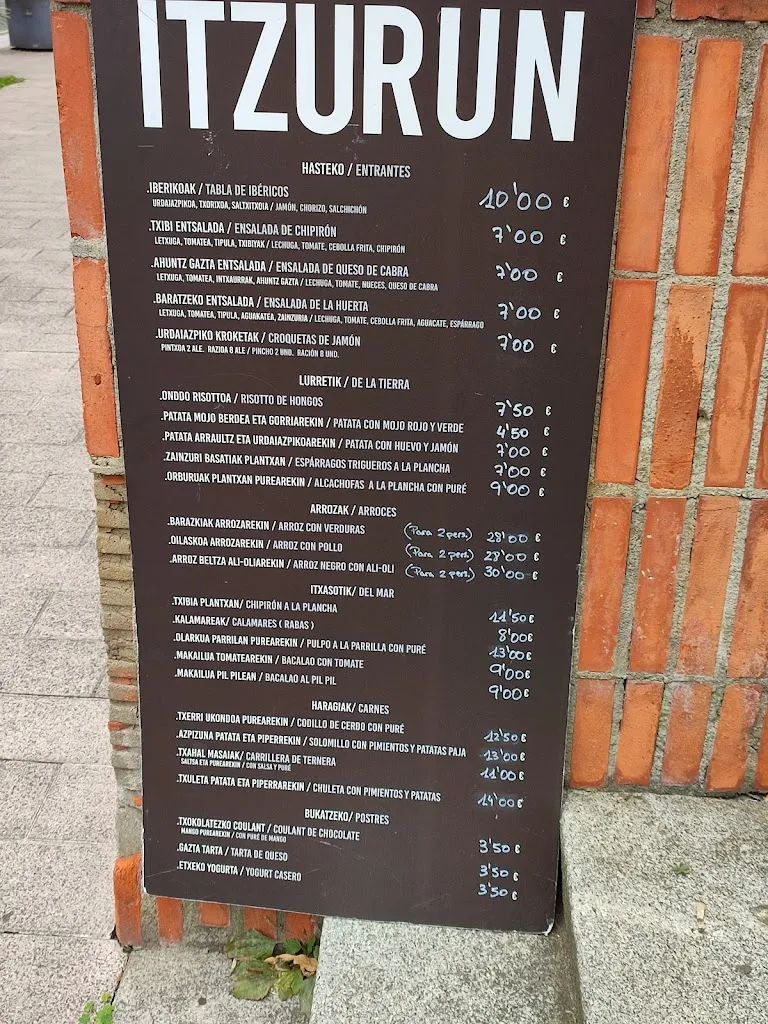 ITZURUN
HASTEKO / ENTRANTES
.IBERIKOAK / TABLA DE IBÉRICOS 10'00 €
URDAIAZPIKOA, TXORIXOA, SALTXITXOIA / JAMÓN, CHORIZO, SALCHICHÓN
.TXIBI ENTSALADA / ENSALADA DE CHIPIRÓN 7'00 €
LETXUGA, TOMATEA, TIPULA, TXIBIYAK / LECHUGA, TOMATE, CEBOLLA FRITA, CHIPIRÓN
.AHUNTZ GAZTA ENTSALADA / ENSALADA DE QUESO DE CABRA 7'00 €
LETXUGA, TOMATEA, INTXAURRAK, AHUNTZ GAZTA / LECHUGA, TOMATE, NUECES, QUESO DE CABRA
.BARATZEKO ENTSALADA / ENSALADA DE LA HUERTA 7'00 €
LETXUGA, TOMATEA, TIPULA, AGUAKATEA, ZAINZURIA / LECHUGA, TOMATE, CEBOLLA FRITA, AGUACATE, ESPÁRRAGO
.URDAIAZPIKO KROKETAK / CROQUETAS DE JAMÓN 7'00 €
PINTXOA 2 ALE. RAZIOA 8 ALE / PINCHO 2 UND. RACIÓN 8 UND.
LURRETIK / DE LA TIERRA
.ONDDO RISOTTOA / RISOTTO DE HONGOS 7'50 €
.PATATA MOJO BERDEA ETA GORRIAREKIN / PATATA CON MOJO ROJO Y VERDE 4'50 €
.PATATA ARRAULTZ ETA URDAIAZPIKOAREKIN / PATATA CON HUEVO Y JAMÓN 7'00 €
.ZAINZURI BASATIAK PLANTXAN / ESPÁRRAGOS TRIGUEROS A LA PLANCHA 7'00 €
.ORBURUAK PLANTXAN PUREAREKIN / ALCACHOFAS A LA PLANCHA CON PURÉ 9'00 €
ARROZAK / ARROCES
.BARAZKIAK ARROZAREKIN / ARROZ CON VERDURAS (Para 2 pers.) 28'00 €
.OILASKOA ARROZAREKIN / ARROZ CON POLLO (Para 2 pers.) 28'00 €
.ARROZ BELTZA ALI-OLIAREKIN / ARROZ NEGRO CON ALI-OLI (Para 2 pers.) 30'00 €
ITXASOTIK/ DEL MAR
.TXIBIA PLANTXAN/ CHIPIRÓN A LA PLANCHA 11'50 €
.KALAMAREAK/ CALAMARES ( RABAS ) 8'00 €
.OLARKUA PARRILAN PUREAREKIN / PULPO A LA PARRILLA CON PURÉ 13'00 €
.MAKAILUA TOMATEAREKIN / BACALAO CON TOMATE 9'00 €
.MAKAILUA PIL PILEAN / BACALAO AL PIL PIL 9'00 €
HARAGIAK/ CARNES
.TXERRI UKONDOA PUREAREKIN / CODILLO DE CERDO CON PURÉ 12'50 €
.AZPIZUNA PATATA ETA PIPERREKIN / SOLOMILLO CON PIMIENTOS Y PATATAS PAJA 13'00 €
.TXAHAL MASAIAK/ CARRILLERA DE TERNERA 11'00 €
SALTSA ETA PUREAREKIN / CON SALSA Y PURÉ
.TXULETA PATATA ETA PIPERRAREKIN / CHULETA CON PIMIENTOS Y PATATAS 14'00 €
BUKATZEKO/ POSTRES
.TXOKOLATEZKO COULANT / COULANT DE CHOCOLATE 3'50 €
MANGO PUREAREKIN / CON PURÉ DE MANGO
.GAZTA TARTA / TARTA DE QUESO 3'50 €
.ETXEKO YOGURTA / YOGURT CASERO 3'50 €